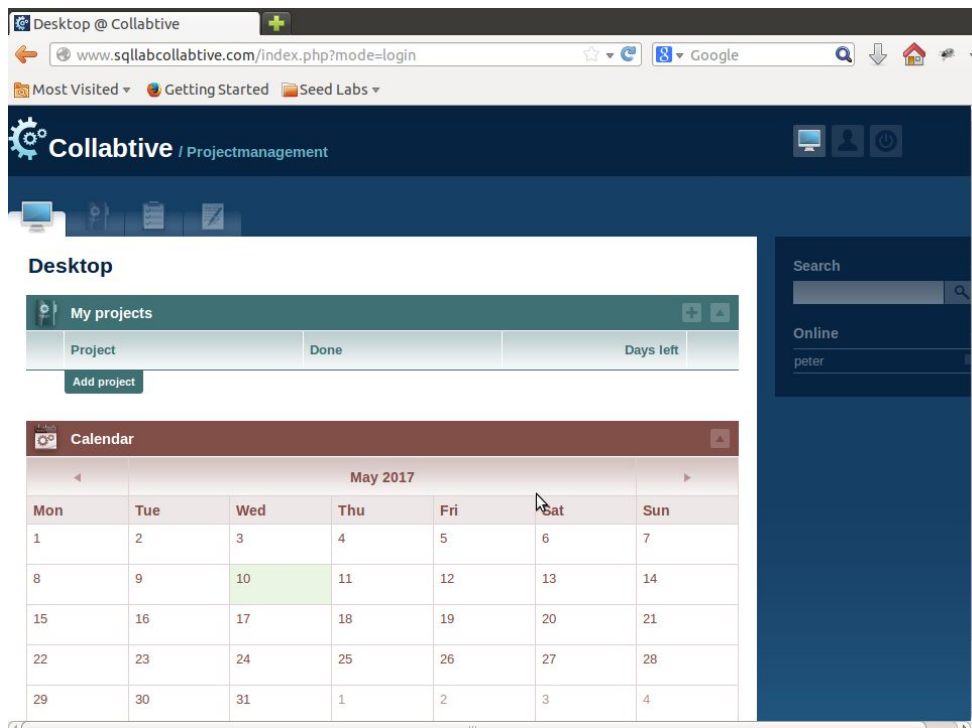 Desktop @ Collabtive
www.sqllabcollabtive.com/index.php?mode=login
Google
Most Visited Getting Started Seed Labs
Collabtive / Projectmanagement
Desktop
My projects
Project Done Days left
Add project
Calendar
May 2017
Mon Tue Wed Thu Fri Sat Sun
1 2 3 4 5 6 7
8 9 10 11 12 13 14
15 16 17 18 19 20 21
22 23 24 25 26 27 28
29 30 31 1 2 3 4
Search
Online
peter